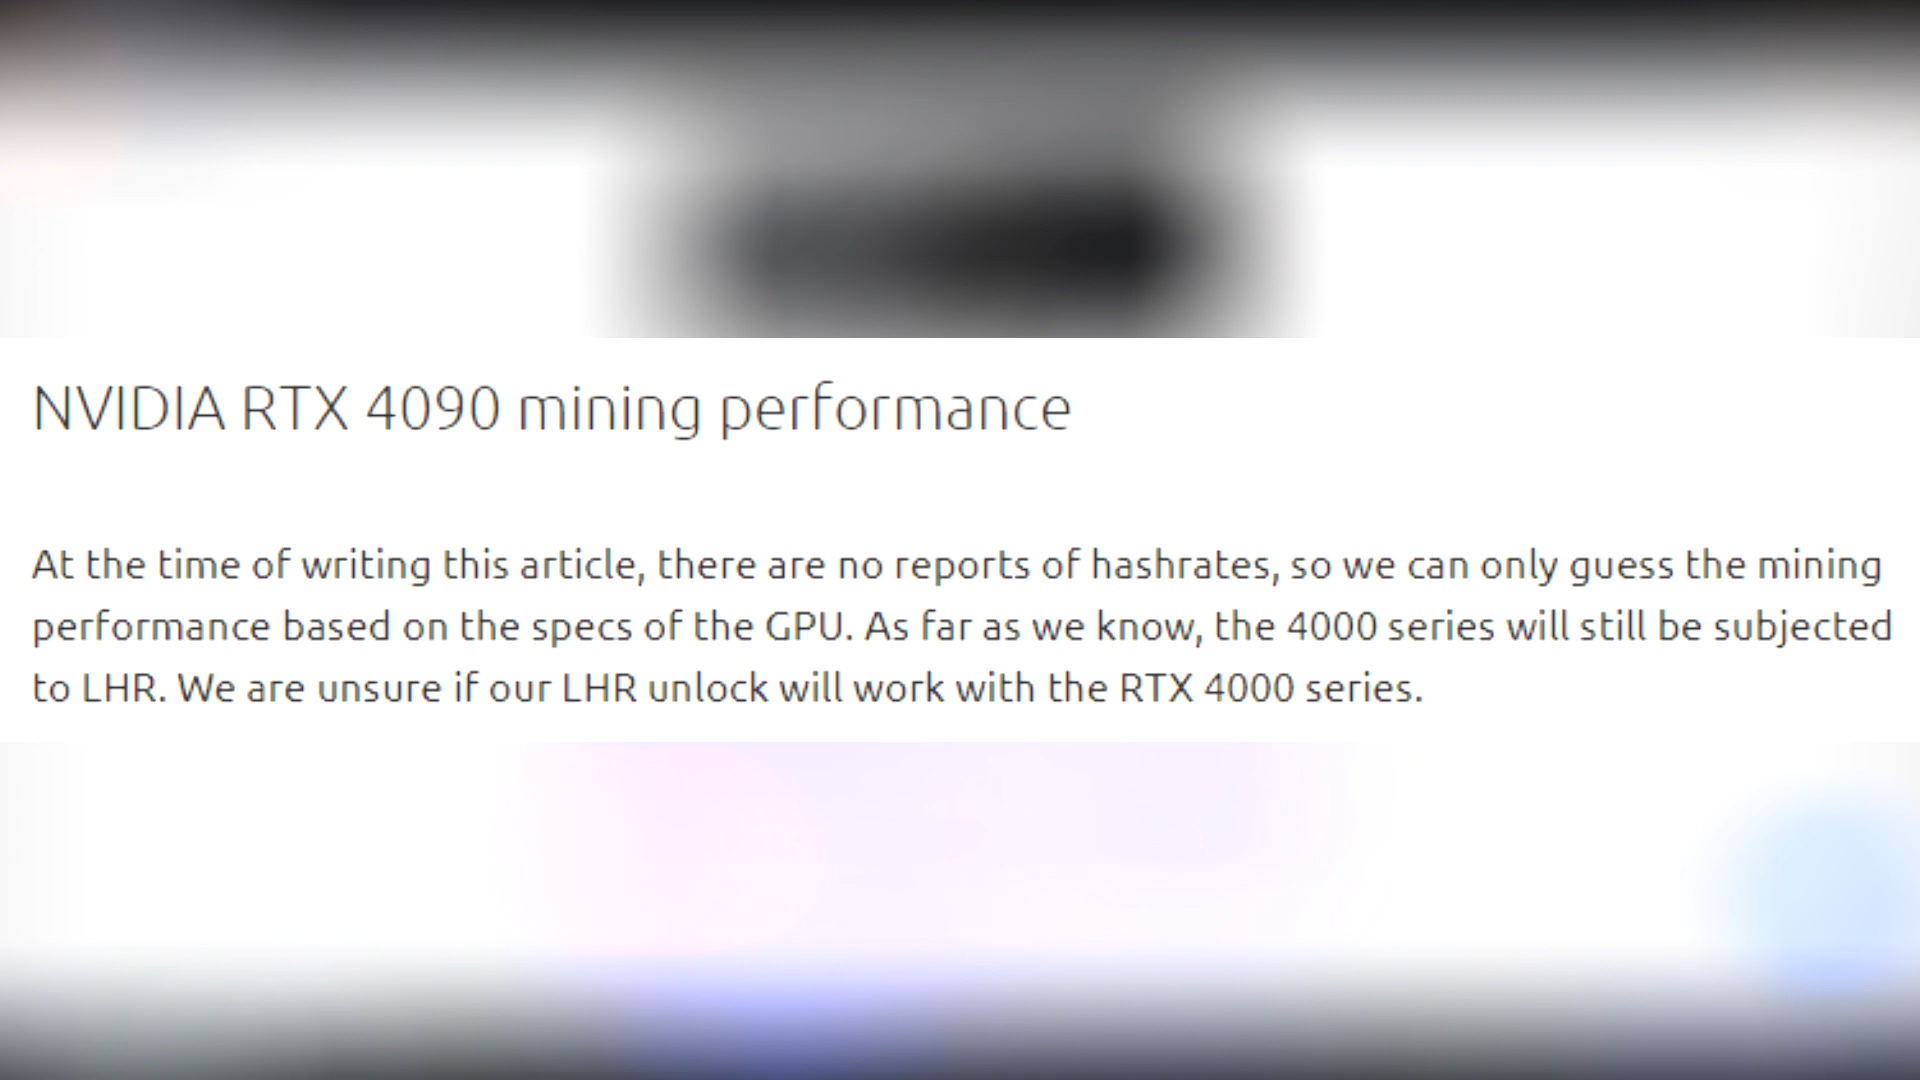 NVIDIA RTX 4090 mining performance
At the time of writing this article, there are no reports of hashrates, so we can only guess the mining
performance based on the specs of the GPU. As far as we know, the 4000 series will still be subjected
to LHR. We are unsure if our LHR unlock will work with the RTX 4000 series.